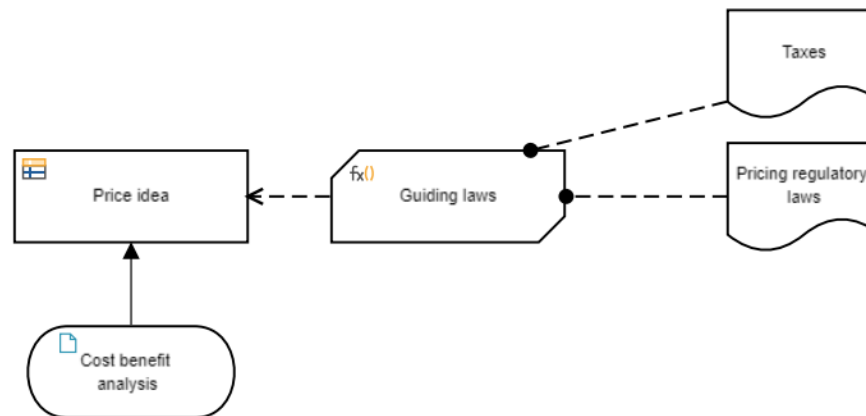 Taxes
Price idea
fx()
Guiding laws
Pricing regulatory
laws
Cost benefit
analysis